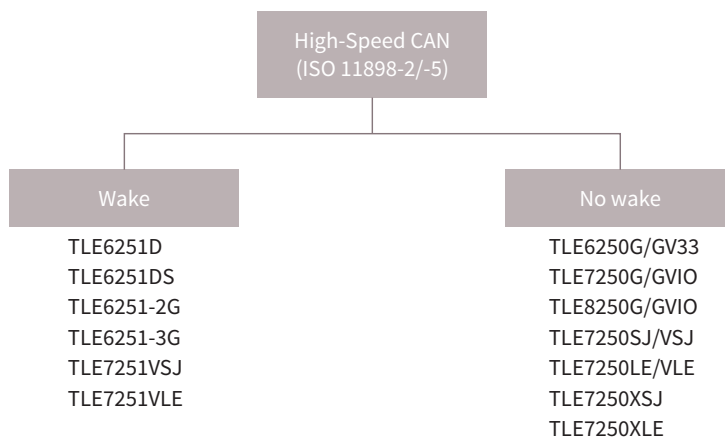 High-Speed CAN
(ISO 11898-2/-5)
Wake
TLE6251D
TLE6251DS
TLE6251-2G
TLE6251-3G
TLE7251VSJ
TLE7251VLE
No wake
TLE6250G/GV33
TLE7250G/GVIO
TLE8250G/GVIO
TLE7250SJ/VSJ
TLE7250LE/VLE
TLE7250XSJ
TLE7250XLE